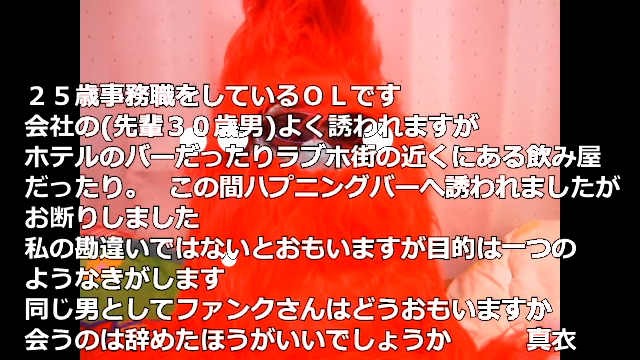 ２５歳事務職をしているＯＬです
会社の(先輩３０歳男)よく誘われますが
ホテルのバーだったりラブホ街の近くにある飲み屋
だったり。　この間ハプニングバーへ誘われましたが
お断りしました
私の勘違いではないとおもいますが目的は一つの
ようなきがします
同じ男としてファンクさんはどうおもいますか
会うのは辞めたほうがいいでしょうか　　　真衣